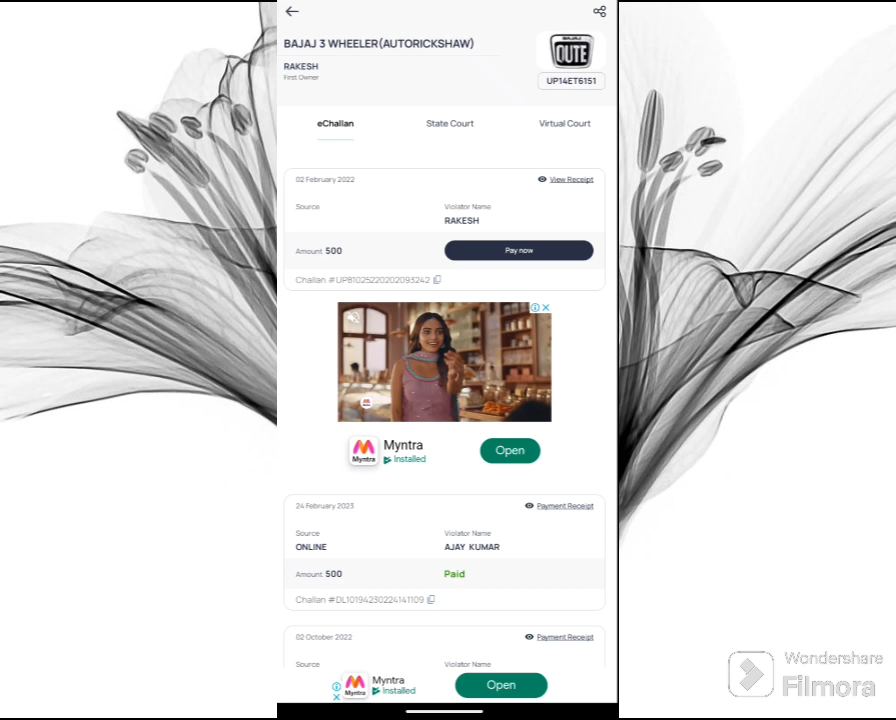 BAJAJ 3 WHEELER(AUTORICKSHAW)
RAKESH
First Owner
BAJAJ
QUTE
UP14ET6151
eChallan
State Court
Virtual Court
02 February 2022
View Receipt
Source
Violator Name
RAKESH
Amount 500
Pay now
Challan #UP81025220202093242
Myntra
Myntra
Installed
Open
24 February 2023
Payment Receipt
Source
Violator Name
ONLINE
AJAY KUMAR
Amount 500
Paid
Challan #DL10194230224141109
02 October 2022
Payment Receipt
Source
Violator Name
Myntra
Myntra
Installed
Open
Wondershare
Filmora